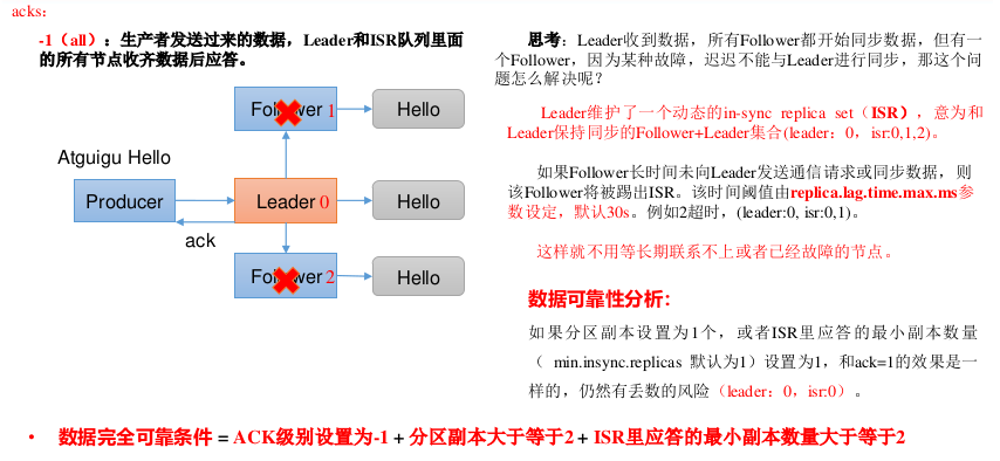 acks:
-1（all）：生产者发送过来的数据，Leader和ISR队列里面
的所有节点收齐数据后应答。
Follower 1
Hello
Atguigu Hello
Producer
Leader 0
Hello
ack
Follower 2
Hello
思考：Leader收到数据，所有Follower都开始同步数据，但有一
个Follower，因为某种故障，迟迟不能与Leader进行同步，那这个问
题怎么解决呢？
Leader维护了一个动态的in-sync replica set（ISR），意为和
Leader保持同步的Follower+Leader集合(leader：0，isr:0,1,2)。
如果Follower长时间未向Leader发送通信请求或同步数据，则
该Follower将被踢出ISR。该时间阈值由replica.lag.time.max.ms参
数设定，默认30s。例如2超时，(leader:0, isr:0,1)。
这样就不用等长期联系不上或者已经故障的节点。
数据可靠性分析：
如果分区副本设置为1个，或者ISR里应答的最小副本数量
（ min.insync.replicas 默认为1）设置为1，和ack=1的效果是一
样的，仍然有丢数的风险（leader：0，isr:0）。
• 数据完全可靠条件 = ACK级别设置为-1 + 分区副本大于等于2 + ISR里应答的最小副本数量大于等于2